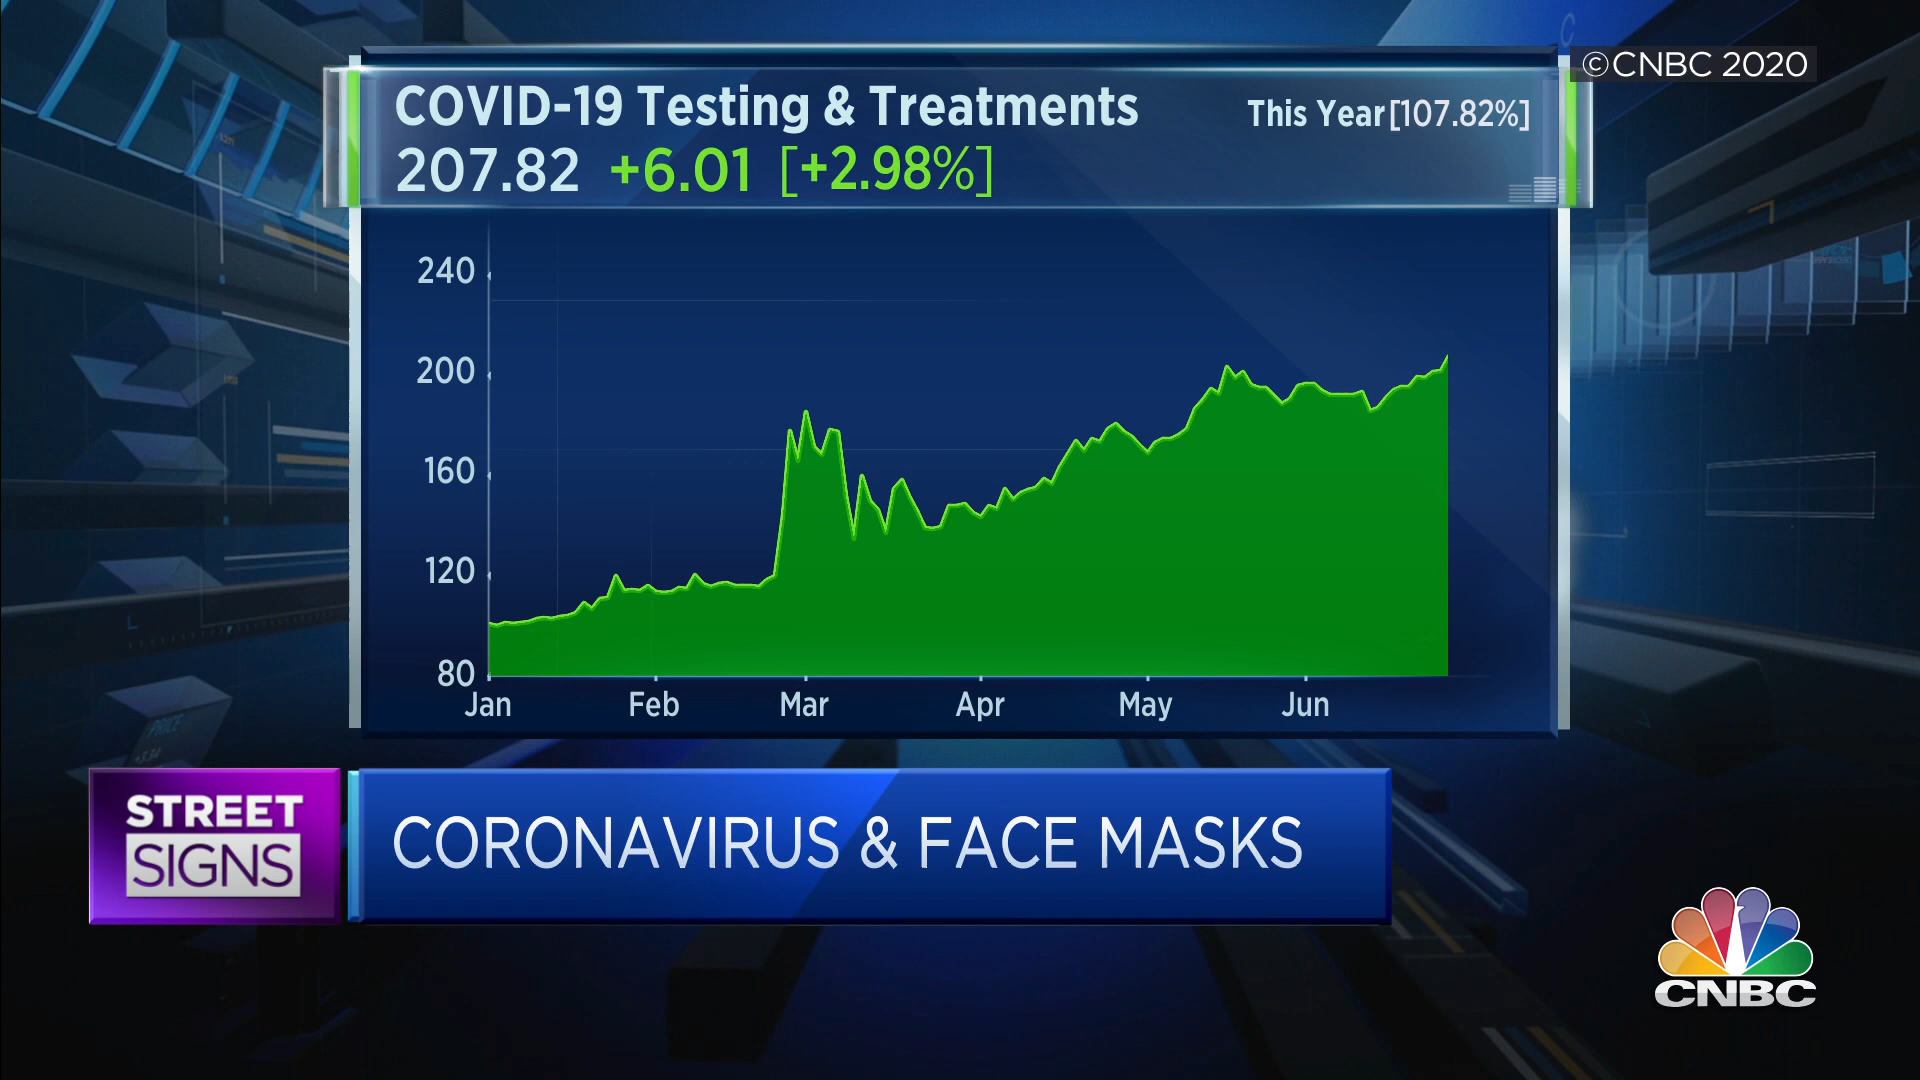 ©CNBC 2020
COVID-19 Testing & Treatments
This Year[107.82%]
207.82 +6.01 [+2.98%]
240
200
160
120
80
Jan Feb Mar Apr May Jun
STREET
SIGNS
CORONAVIRUS & FACE MASKS
PRICE
CNBC